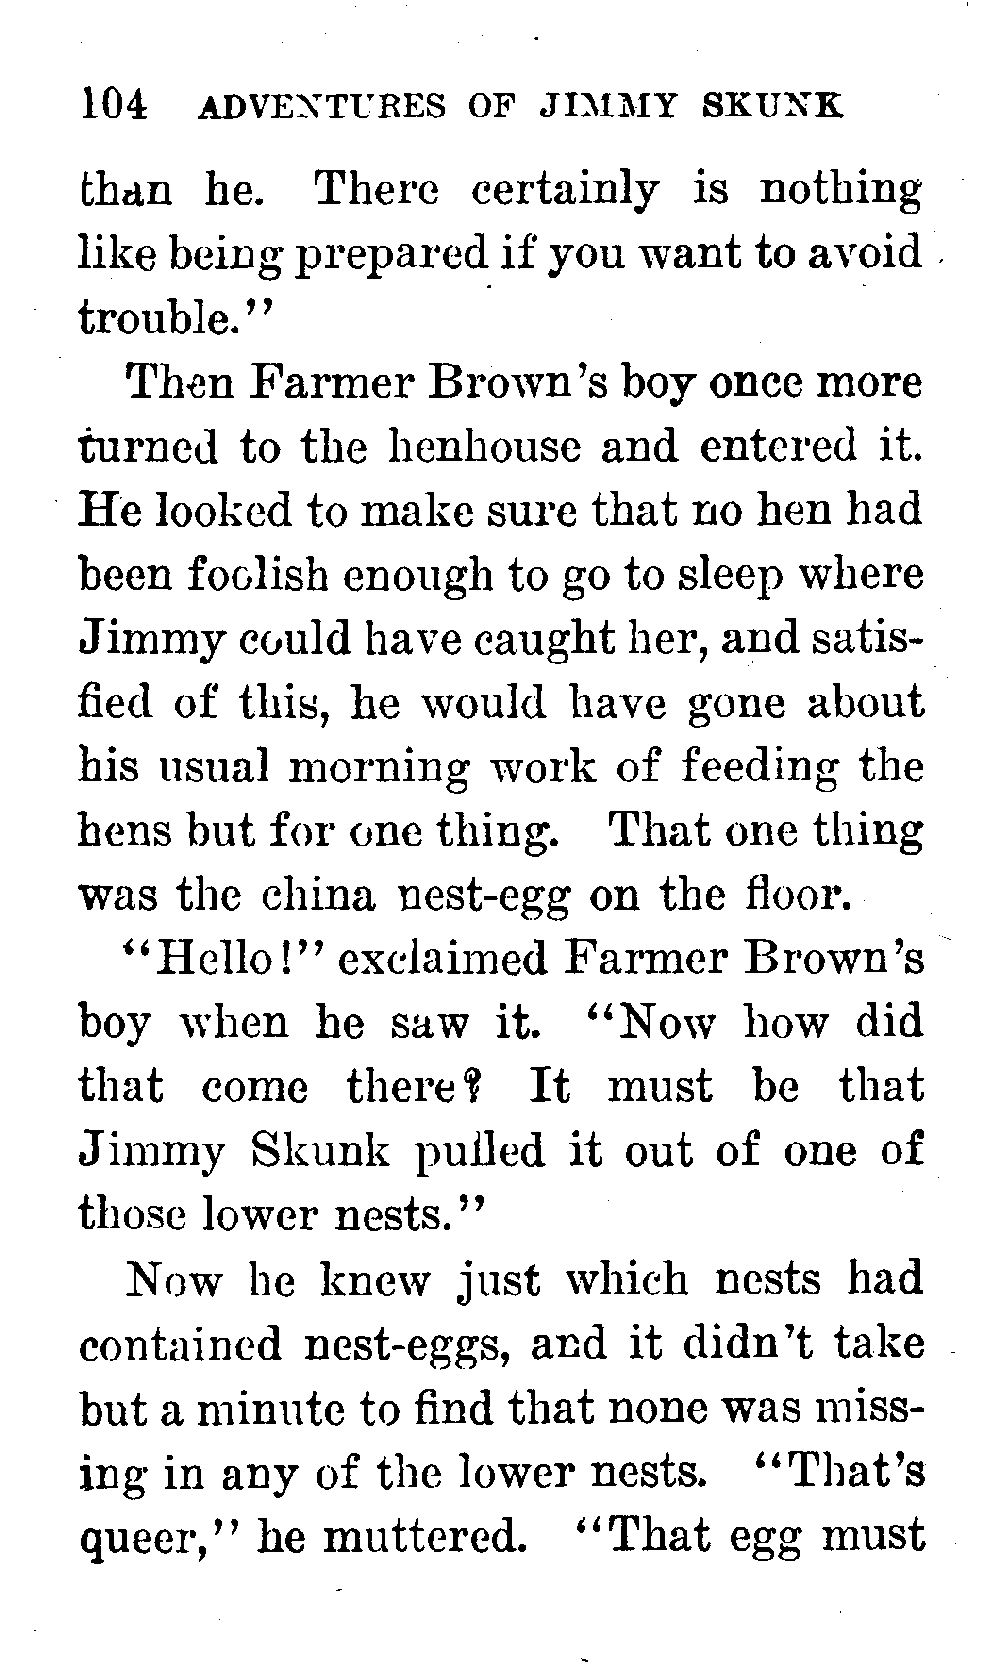 104 ADVENTURES OF JIMMY SKUNK
than he. There certainly is nothing
like being prepared if you want to avoid
trouble."
Then Farmer Brown's boy once more
turned to the henhouse and entered it.
He looked to make sure that no hen had
been foolish enough to go to sleep where
Jimmy could have caught her, and satis-
fied of this, he would have gone about
his usual morning work of feeding the
hens but for one thing. That one thing
was the china nest-egg on the floor.
"Hello!" exclaimed Farmer Brown's
boy when he saw it. "Now how did
that come there? It must be that
Jimmy Skunk pulled it out of one of
those lower nests."
Now he knew just which nests had
contained nest-eggs, and it didn't take
but a minute to find that none was miss-
ing in any of the lower nests. "That's
queer," he muttered. "That egg must